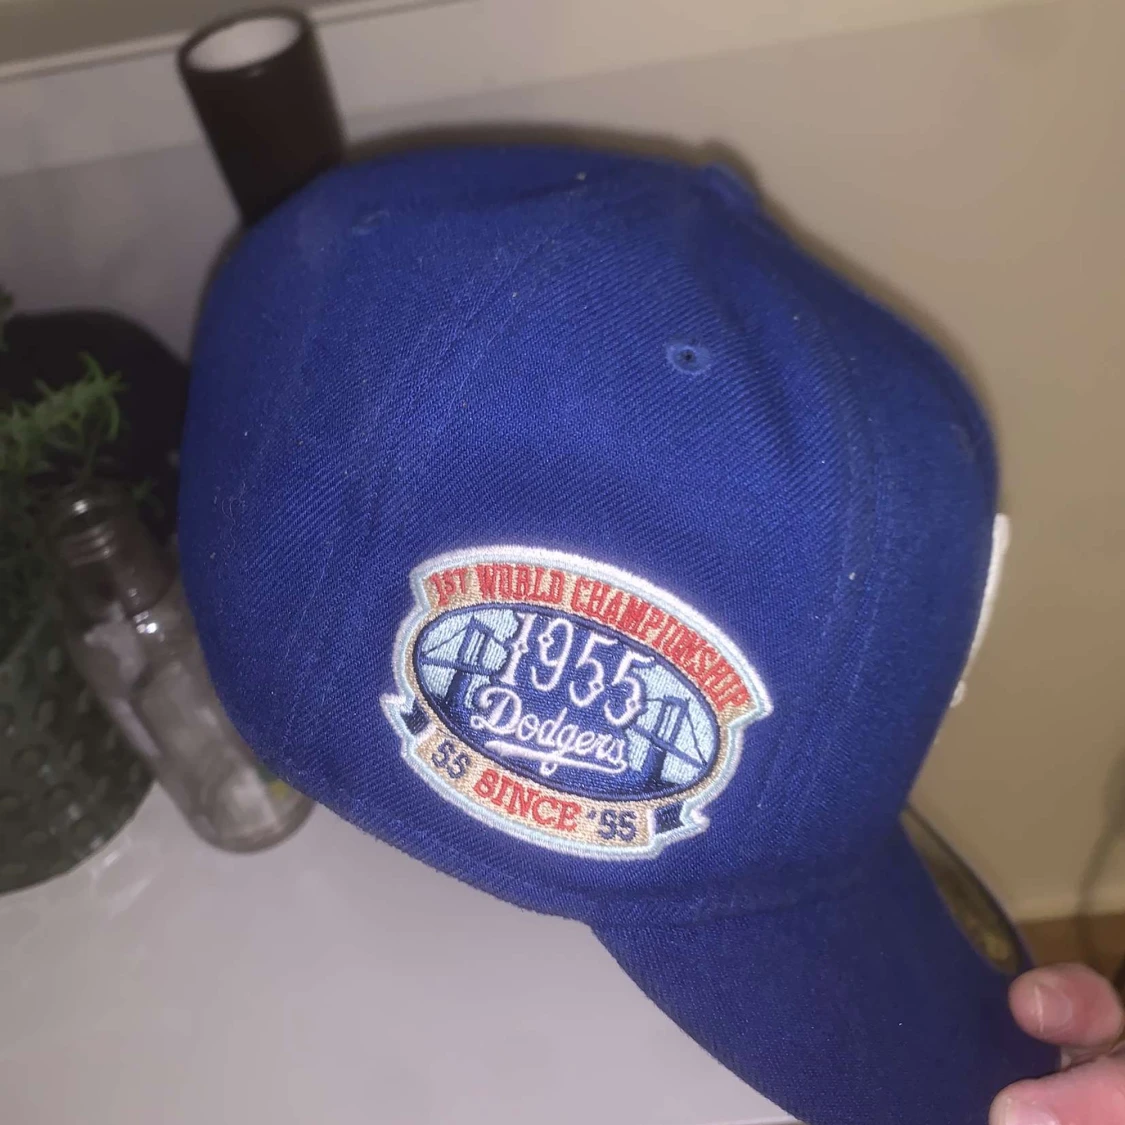 1ST WORLD CHAMPIONSHIP
1955
Dodgers
'55 SINCE '55